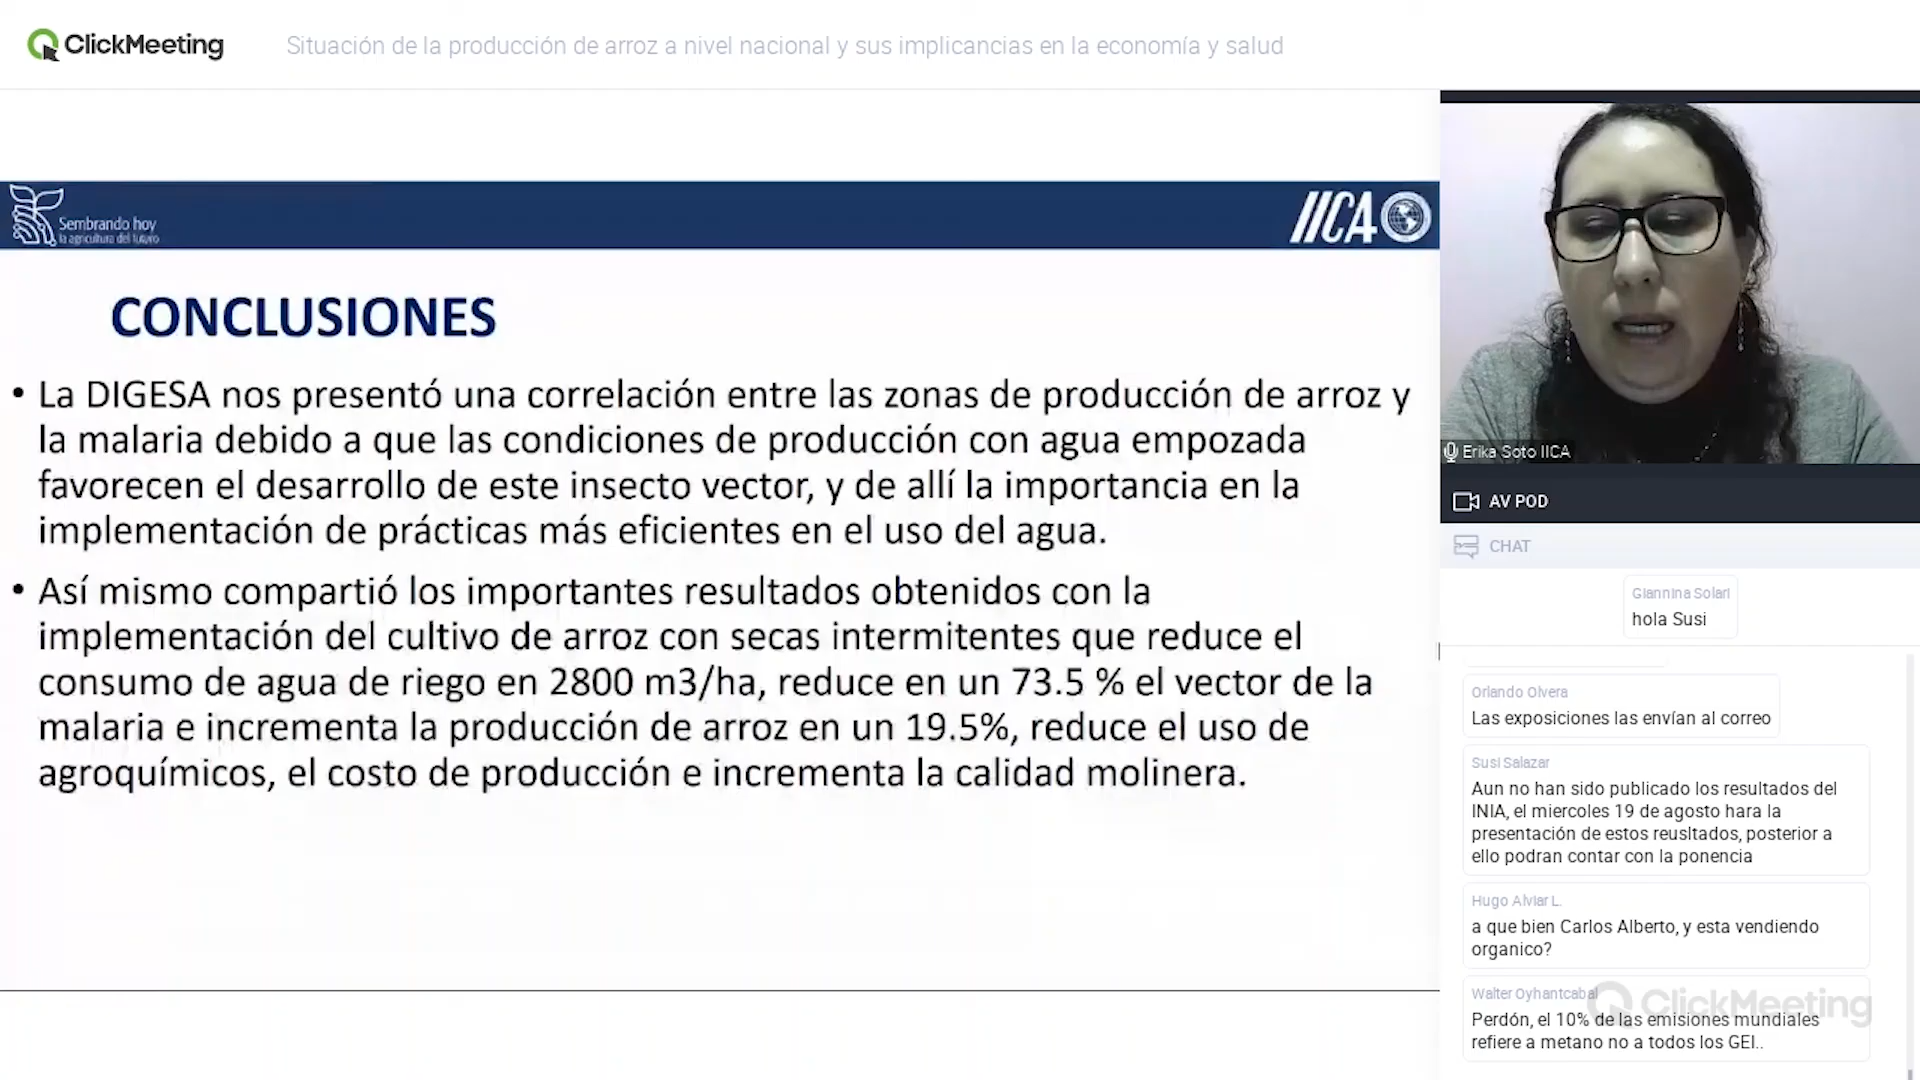 ClickMeeting
Situación de la producción de arroz a nivel nacional y sus implicancias en la economía y salud
Sembrando hoy
la agricultura del futuro
IICA
CONCLUSIONES
• La DIGESA nos presentó una correlación entre las zonas de producción de arroz y
la malaria debido a que las condiciones de producción con agua empozada
favorecen el desarrollo de este insecto vector, y de allí la importancia en la
implementación de prácticas más eficientes en el uso del agua.
• Así mismo compartió los importantes resultados obtenidos con la
implementación del cultivo de arroz con secas intermitentes que reduce el
consumo de agua de riego en 2800 m3/ha, reduce en un 73.5 % el vector de la
malaria e incrementa la producción de arroz en un 19.5%, reduce el uso de
agroquímicos, el costo de producción e incrementa la calidad molinera.
Erika Soto IICA
AV POD
CHAT
Giannina Solari
hola Susi
Orlando Olvera
Las exposiciones las envían al correo
Susi Salazar
Aun no han sido publicado los resultados del
INIA, el miercoles 19 de agosto hara la
presentación de estos reusltados, posterior a
ello podran contar con la ponencia
Hugo Alviar L.
a que bien Carlos Alberto, y esta vendiendo
organico?
Walter Oyhantcabal
Perdón, el 10% de las emisiones mundiales
refiere a metano no a todos los GEI..
ClickMeeting